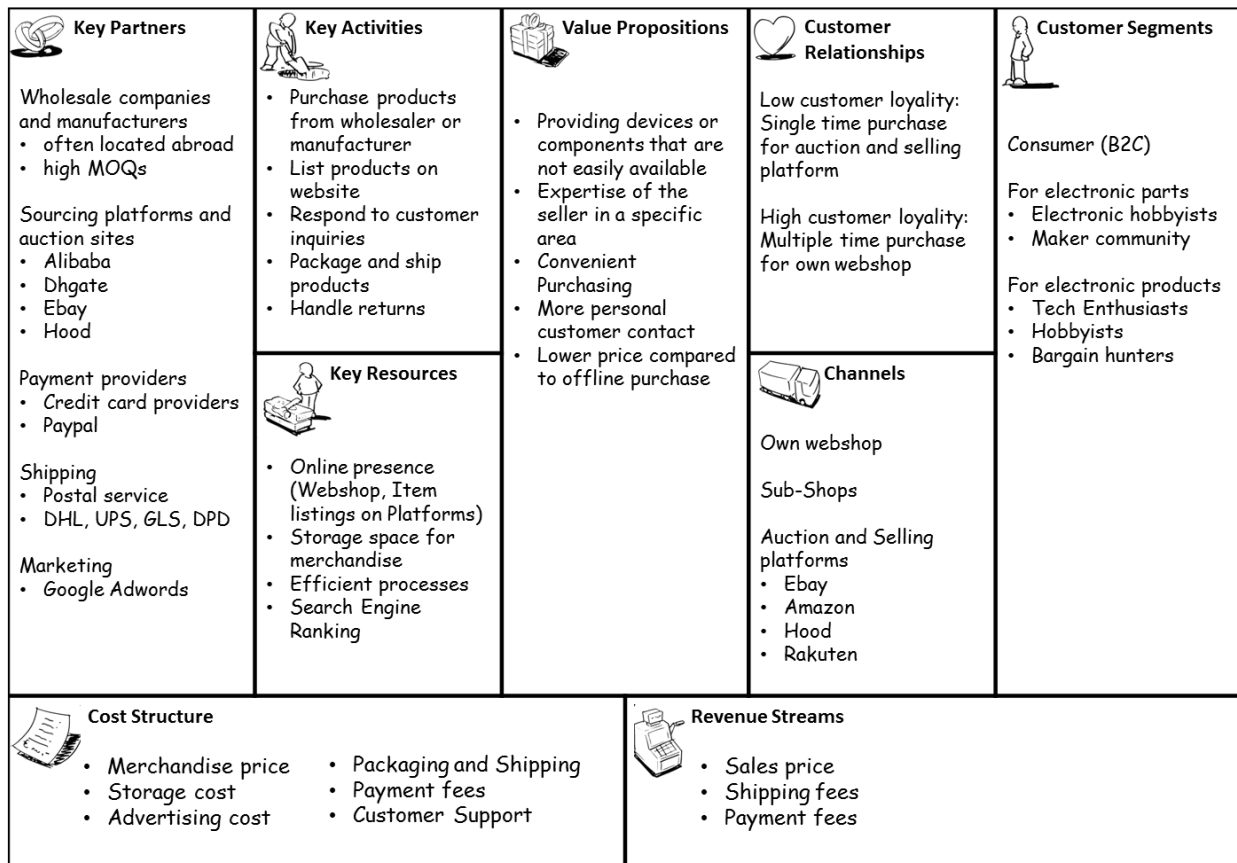 Key Partners
Wholesale companies
and manufacturers
• often located abroad
• high MOQs
Sourcing platforms and
auction sites
• Alibaba
• Dhgate
• Ebay
• Hood
Payment providers
• Credit card providers
• Paypal
Shipping
• Postal service
• DHL, UPS, GLS, DPD
Marketing
• Google Adwords
Key Activities
• Purchase products
from wholesaler or
manufacturer
• List products on
website
• Respond to customer
inquiries
• Package and ship
products
• Handle returns
Key Resources
• Online presence
(Webshop, Item
listings on Platforms)
• Storage space for
merchandise
• Efficient processes
• Search Engine
Ranking
Value Propositions
• Providing devices or
components that are
not easily available
• Expertise of the
seller in a specific
area
• Convenient
Purchasing
• More personal
customer contact
• Lower price compared
to offline purchase
Customer
Relationships
Low customer loyality:
Single time purchase
for auction and selling
platform
High customer loyality:
Multiple time purchase
for own webshop
Channels
Own webshop
Sub-Shops
Auction and Selling
platforms
• Ebay
• Amazon
• Hood
• Rakuten
Customer Segments
Consumer (B2C)
For electronic parts
• Electronic hobbyists
• Maker community
For electronic products
• Tech Enthusiasts
• Hobbyists
• Bargain hunters
Cost Structure
• Merchandise price
• Storage cost
• Advertising cost
• Packaging and Shipping
• Payment fees
• Customer Support
Revenue Streams
• Sales price
• Shipping fees
• Payment fees